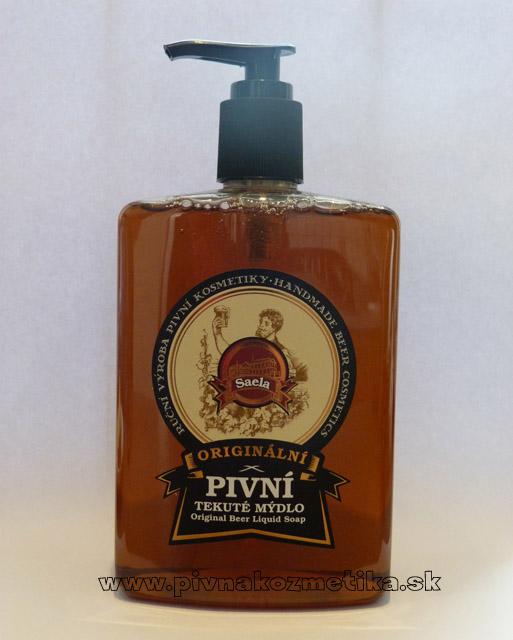 RUČNÍ VÝROBA PIVNÍ KOSMETIKY · HANDMADE BEER COSMETICS
Saela
ORIGINÁLNÍ
PIVNÍ
TEKUTÉ MÝDLO
Original Beer Liquid Soap
www.pivnakozmetika.sk